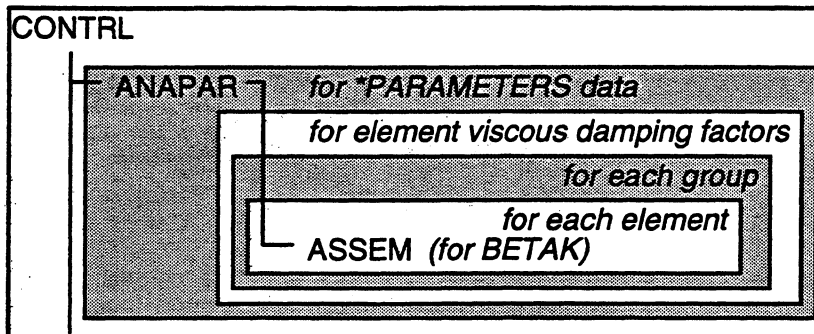 CONTRL
ANAPAR for *PARAMETERS data
for element viscous damping factors
for each group
for each element
ASSEM (for BETAK)